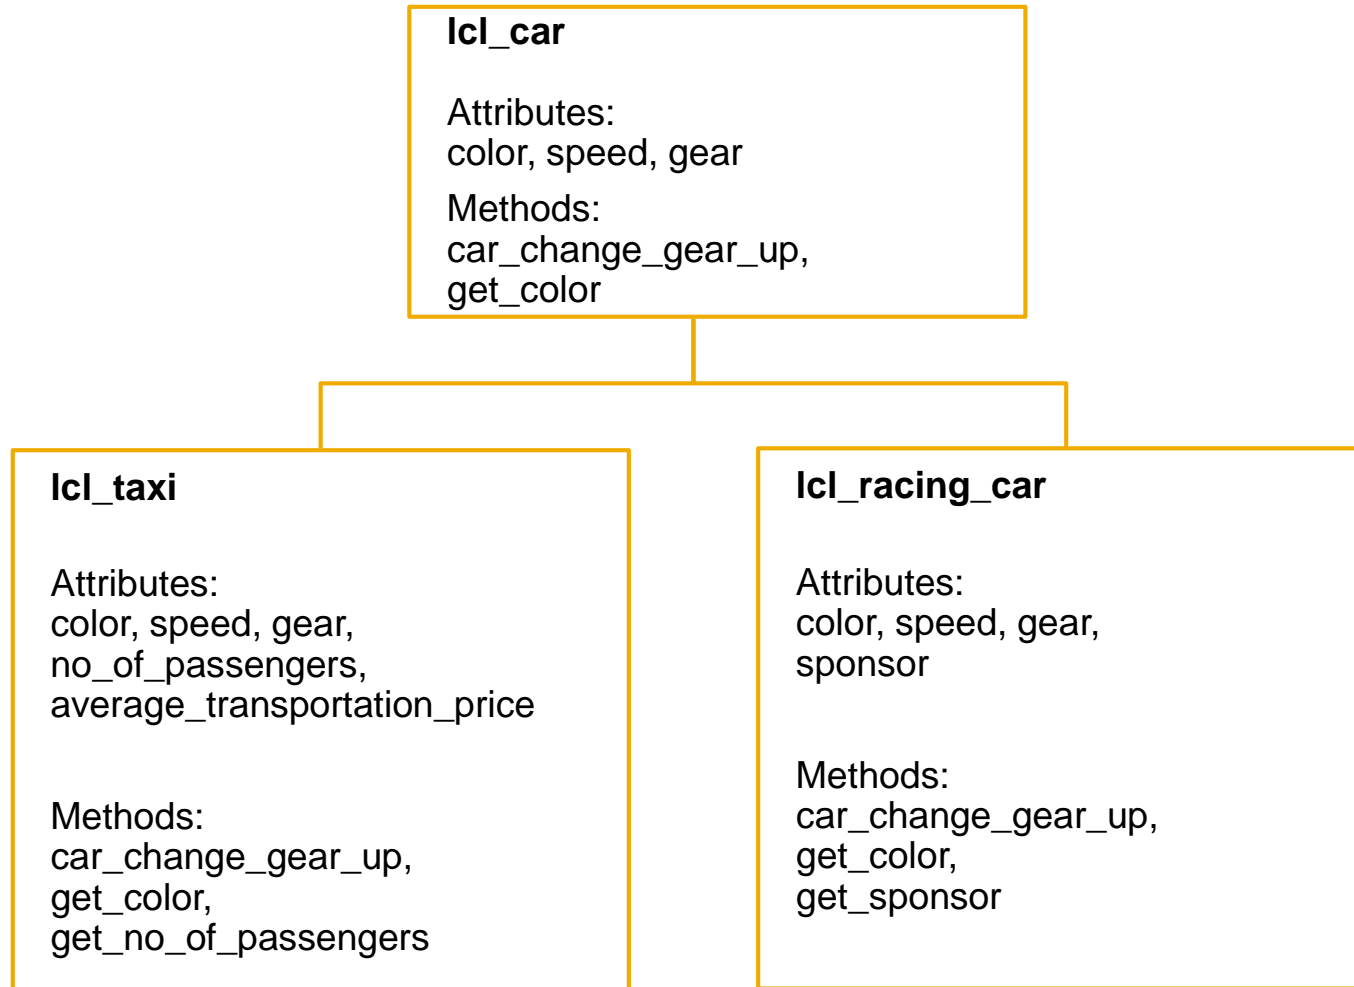 lcl_car
Attributes:
color, speed, gear
Methods:
car_change_gear_up,
get_color
lcl_taxi
Attributes:
color, speed, gear,
no_of_passengers,
average_transportation_price
Methods:
car_change_gear_up,
get_color,
get_no_of_passengers
lcl_racing_car
Attributes:
color, speed, gear,
sponsor
Methods:
car_change_gear_up,
get_color,
get_sponsor